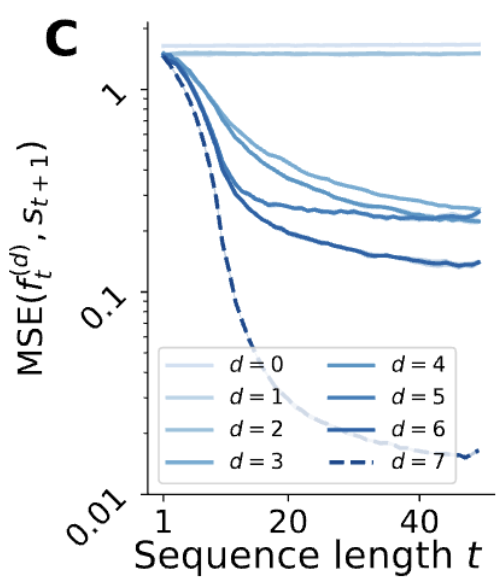 C
MSE(f_t^{(d)}, s_{t+1})
1
0.1
0.01
d = 0
d = 1
d = 2
d = 3
d = 4
d = 5
d = 6
d = 7
1 20 40
Sequence length t